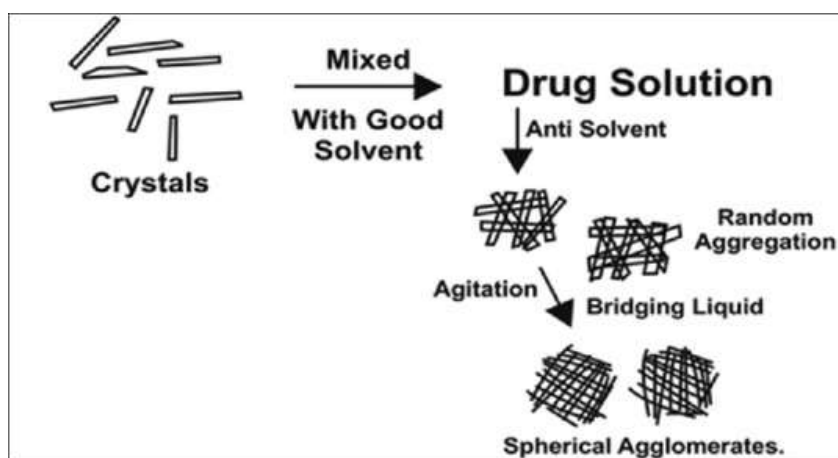 Mixed
With Good
Solvent
Crystals
Drug Solution
Anti Solvent
Random
Aggregation
Agitation
Bridging Liquid
Spherical Agglomerates.